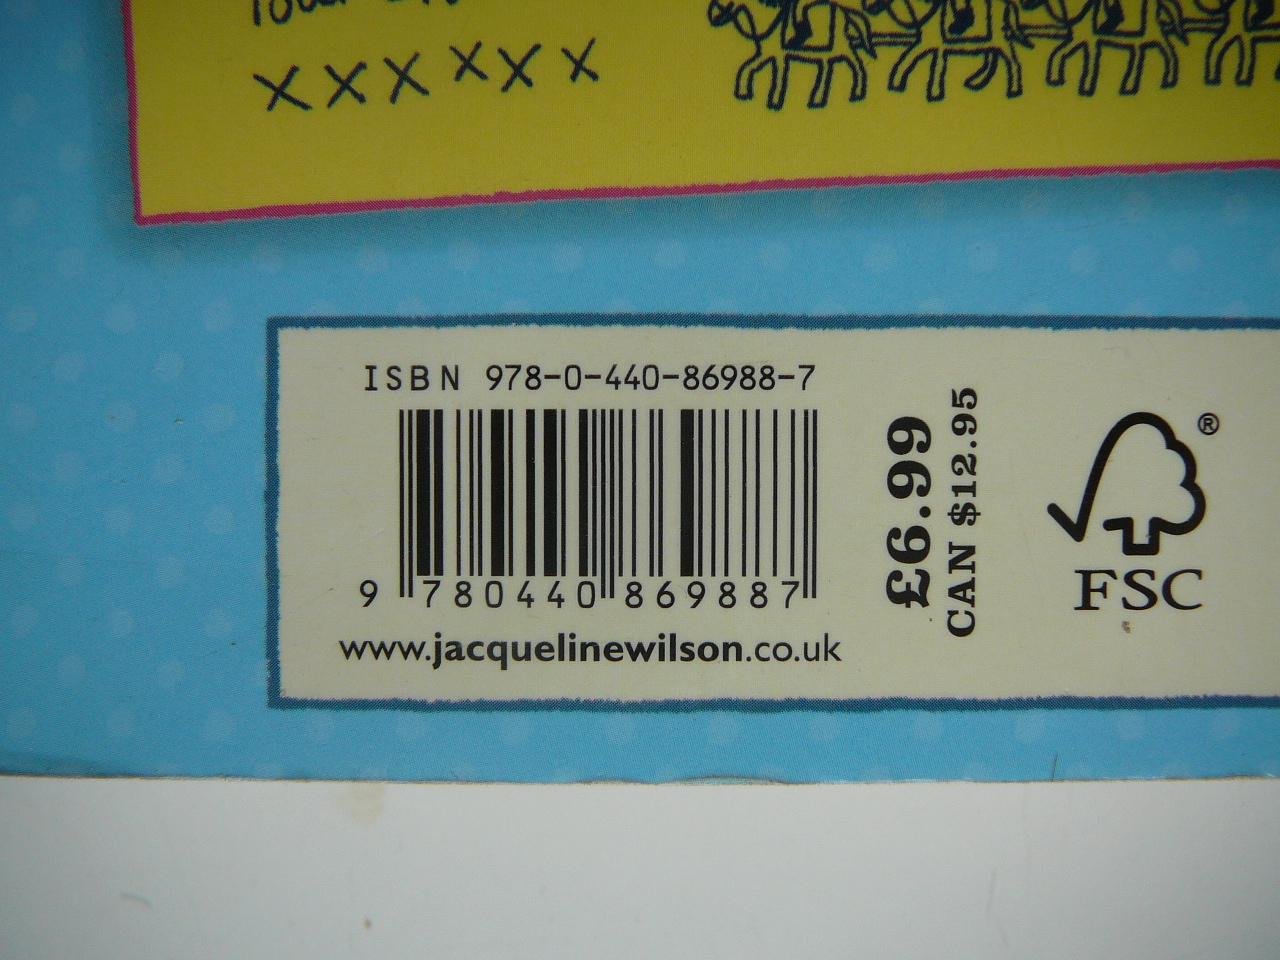 x x x x x x
ISBN 978-0-440-86988-7
9 780440 869887
www.jacquelinewilson.co.uk
£6.99
CAN $12.95
®
FSC